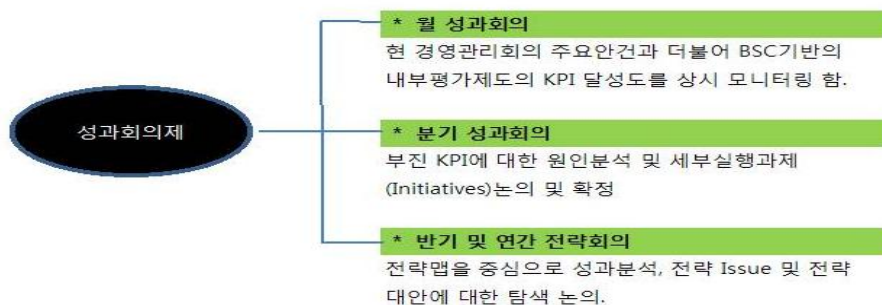 * 월 성과회의
현 경영관리회의 주요안건과 더불어 BSC기반의
내부평가제도의 KPI 달성도를 상시 모니터링 함.
성과회의제
* 분기 성과회의
부진 KPI에 대한 원인분석 및 세부실행과제
(Initiatives)논의 및 확정
* 반기 및 연간 전략회의
전략맵을 중심으로 성과분석, 전략 Issue 및 전략
대안에 대한 탐색 논의.